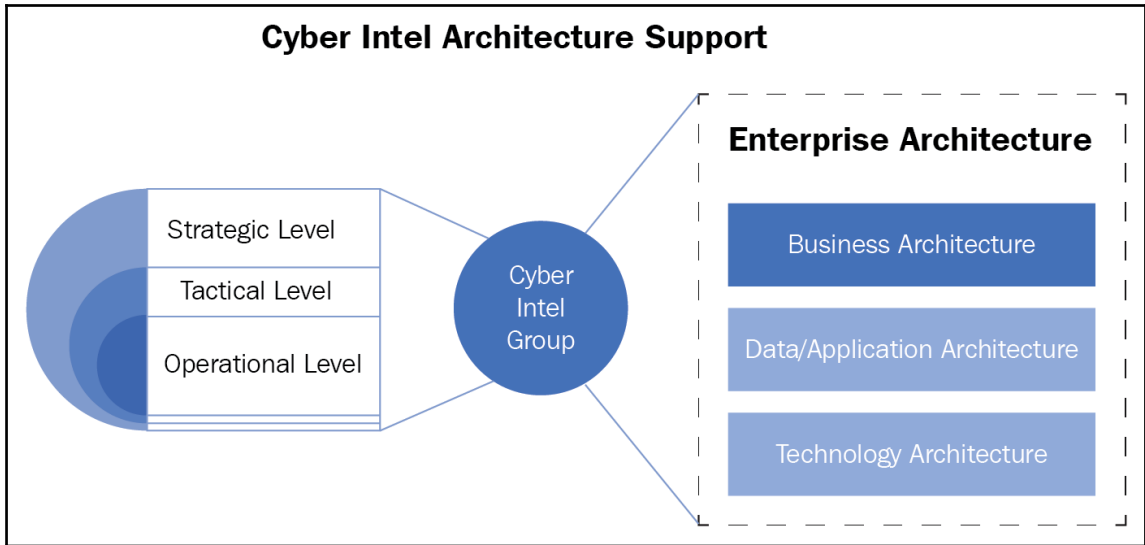 Cyber Intel Architecture Support
Strategic Level
Tactical Level
Operational Level
Cyber
Intel
Group
Enterprise Architecture
Business Architecture
Data/Application Architecture
Technology Architecture